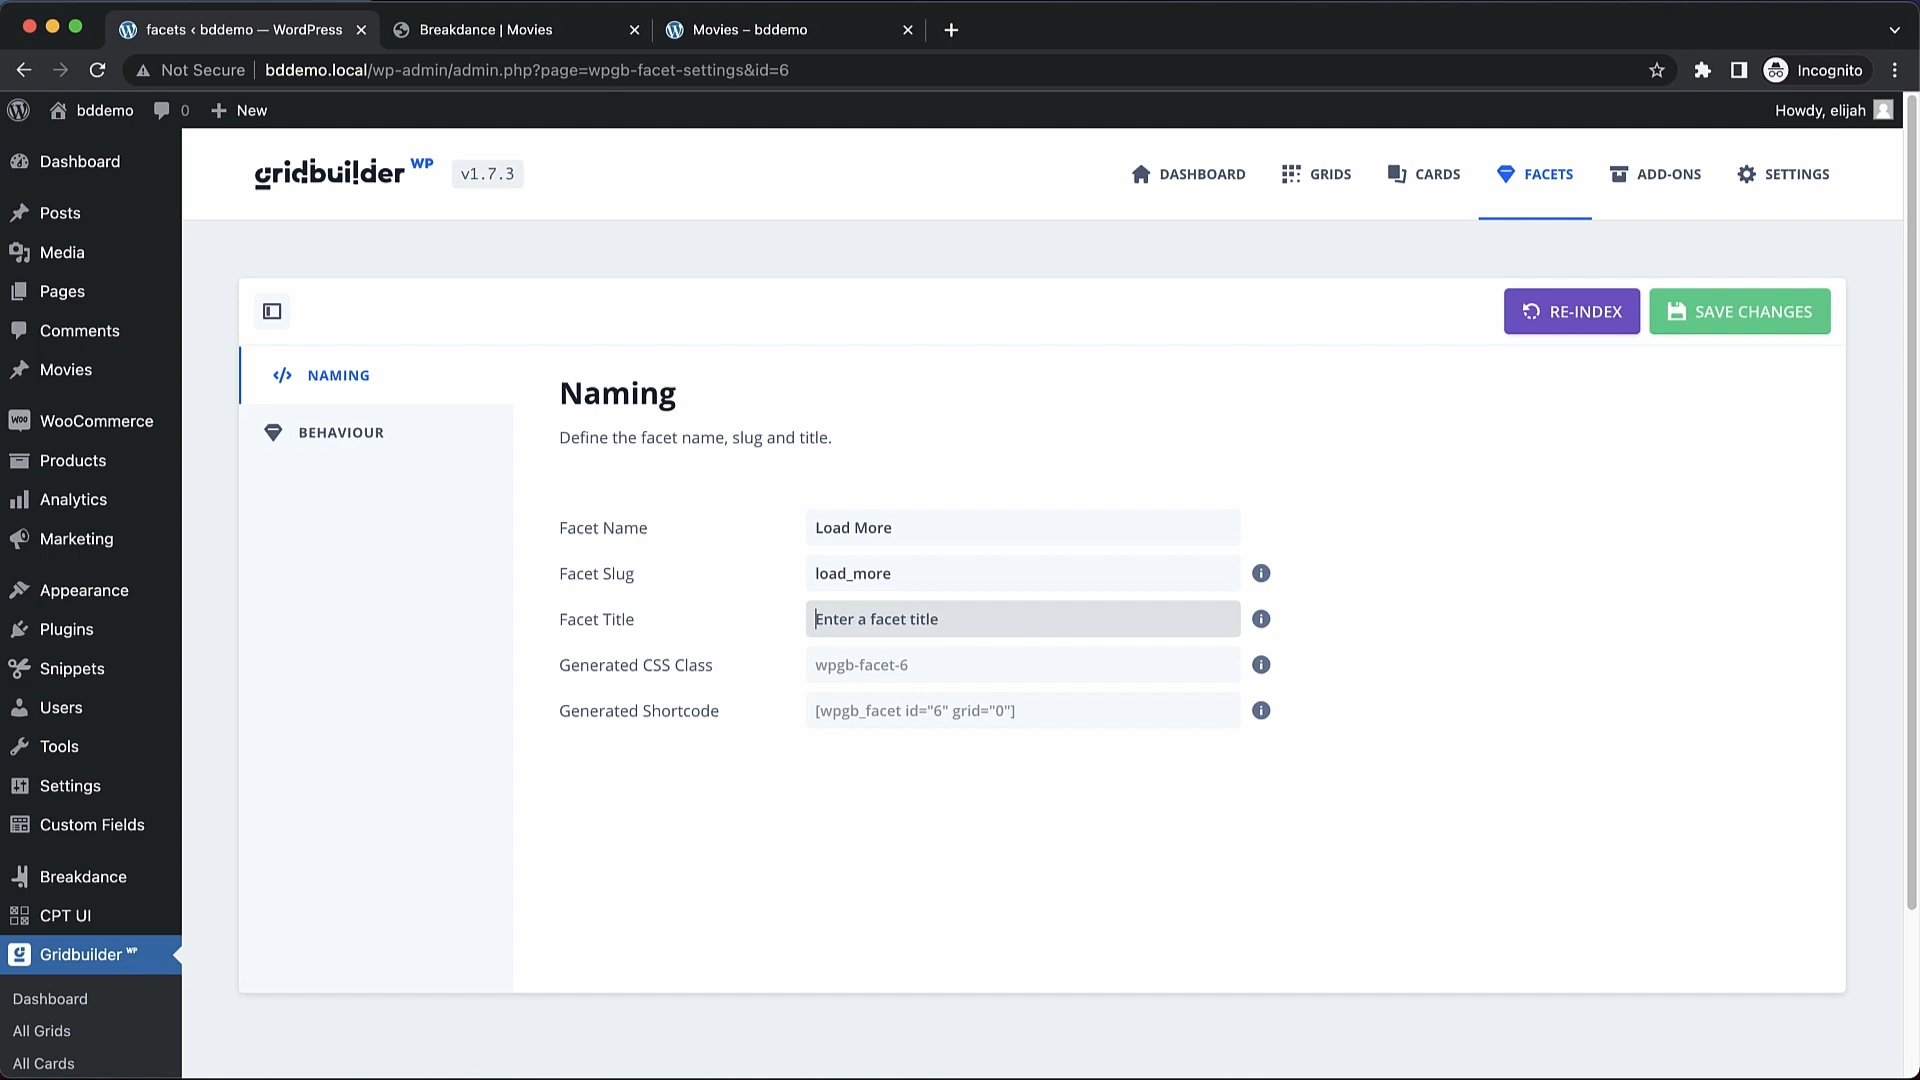 facets ‹ bddemo — WordPress
Breakdance | Movies
Movies – bddemo
Not Secure
bddemo.local/wp-admin/admin.php?page=wpgb-facet-settings&id=6
Incognito
bddemo
0
New
Howdy, elijah
Dashboard
Posts
Media
Pages
Comments
Movies
WooCommerce
Products
Analytics
Marketing
Appearance
Plugins
Snippets
Users
Tools
Settings
Custom Fields
Breakdance
CPT UI
Gridbuilder WP
Dashboard
All Grids
All Cards
gridbuilder WP
v1.7.3
DASHBOARD
GRIDS
CARDS
FACETS
ADD-ONS
SETTINGS
RE-INDEX
SAVE CHANGES
NAMING
BEHAVIOUR
Naming
Define the facet name, slug and title.
Facet Name
Load More
Facet Slug
load_more
Facet Title
Enter a facet title
Generated CSS Class
wpgb-facet-6
Generated Shortcode
[wpgb_facet id="6" grid="0"]